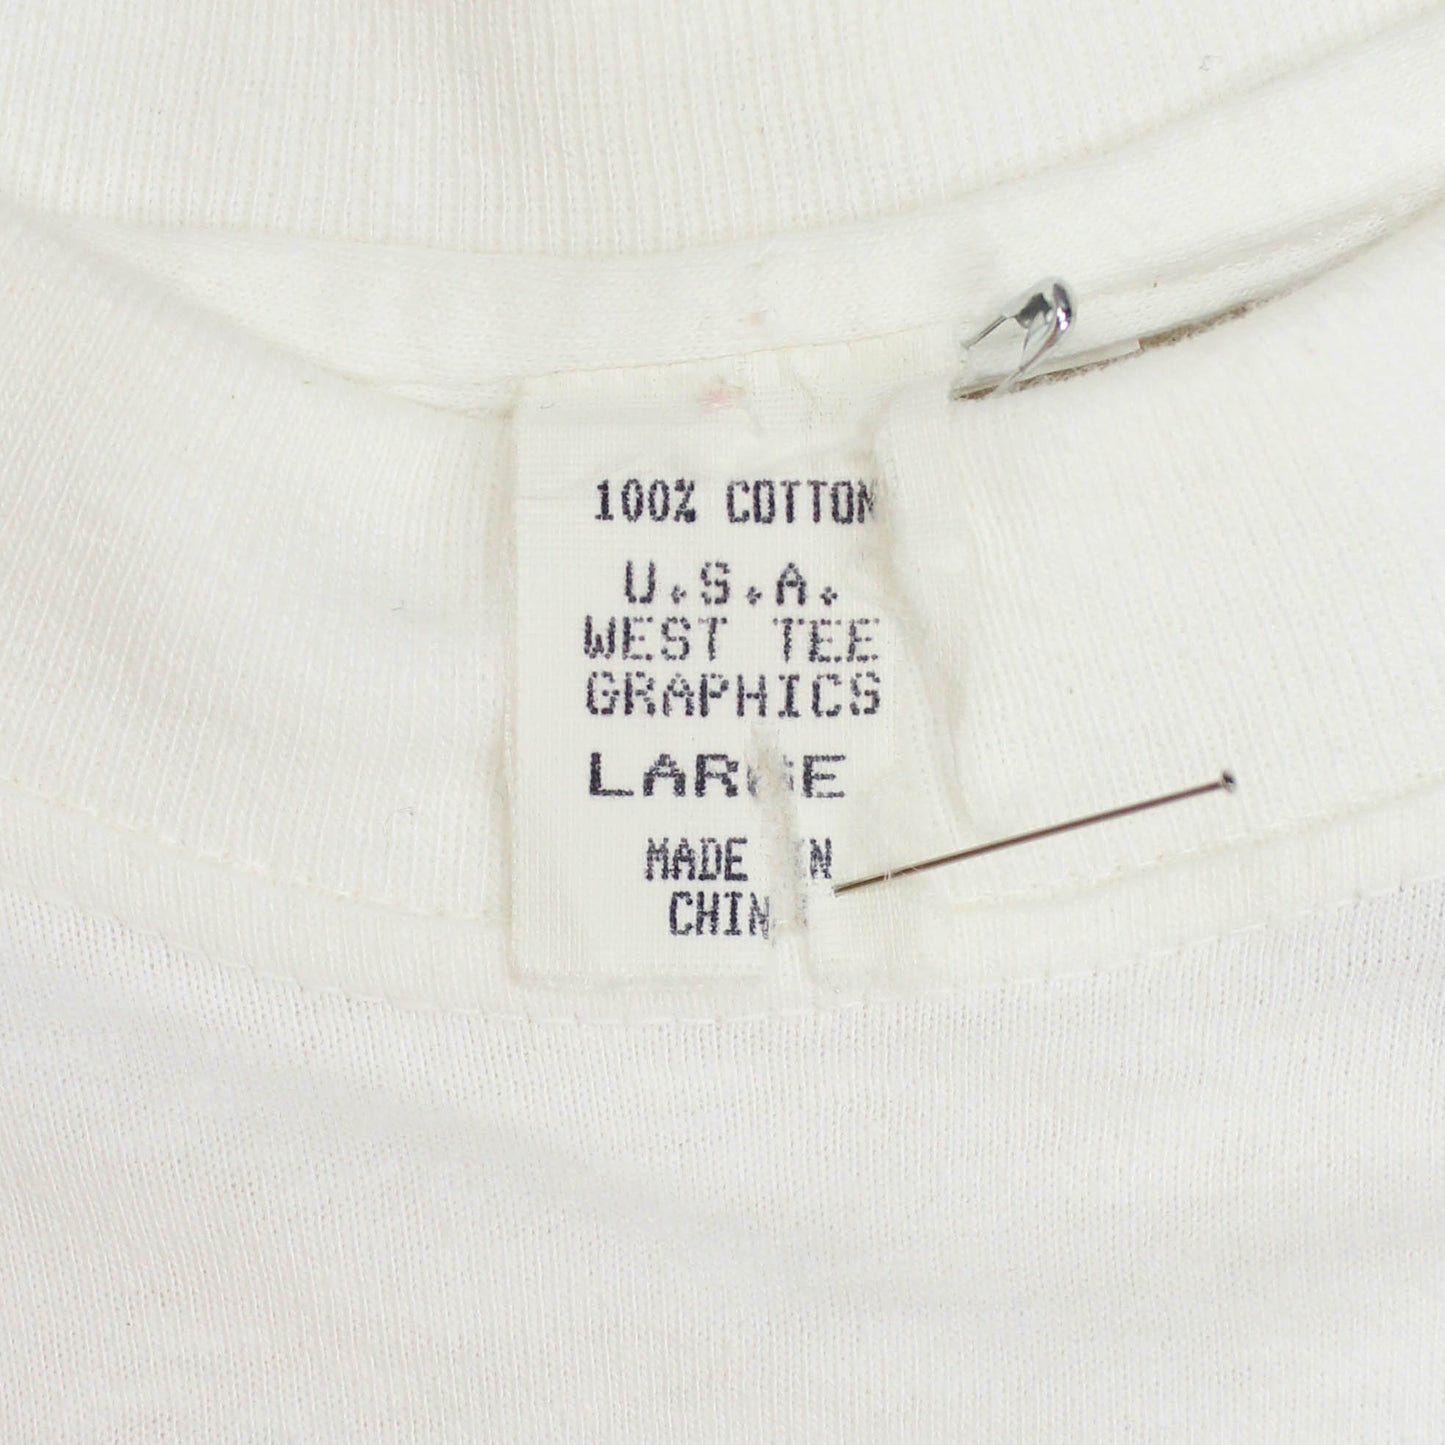 100% COTTON
U.S.A.
WEST TEE
GRAPHICS
LARGE
MADE IN
CHINA